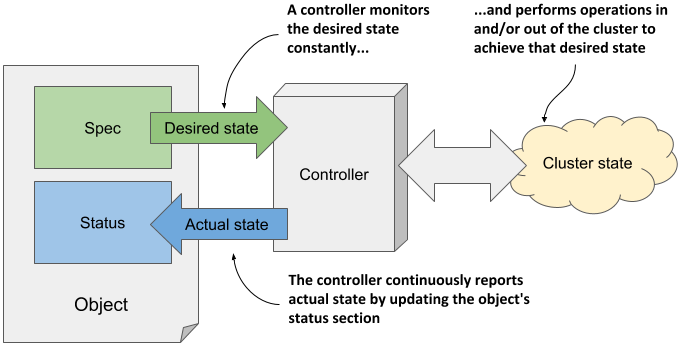 A controller monitors
the desired state
constantly...
...and performs operations in
and/or out of the cluster to
achieve that desired state
Spec
Desired state
Controller
Cluster state
Status
Actual state
Object
The controller continuously reports
actual state by updating the object's
status section